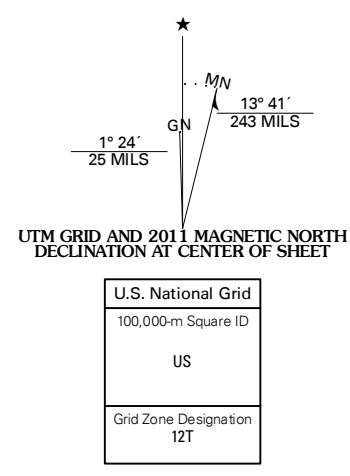 ★
MN
GN
13° 41´
243 MILS
1° 24´
25 MILS
UTM GRID AND 2011 MAGNETIC NORTH
DECLINATION AT CENTER OF SHEET
U.S. National Grid
100,000-m Square ID
US
Grid Zone Designation
12T